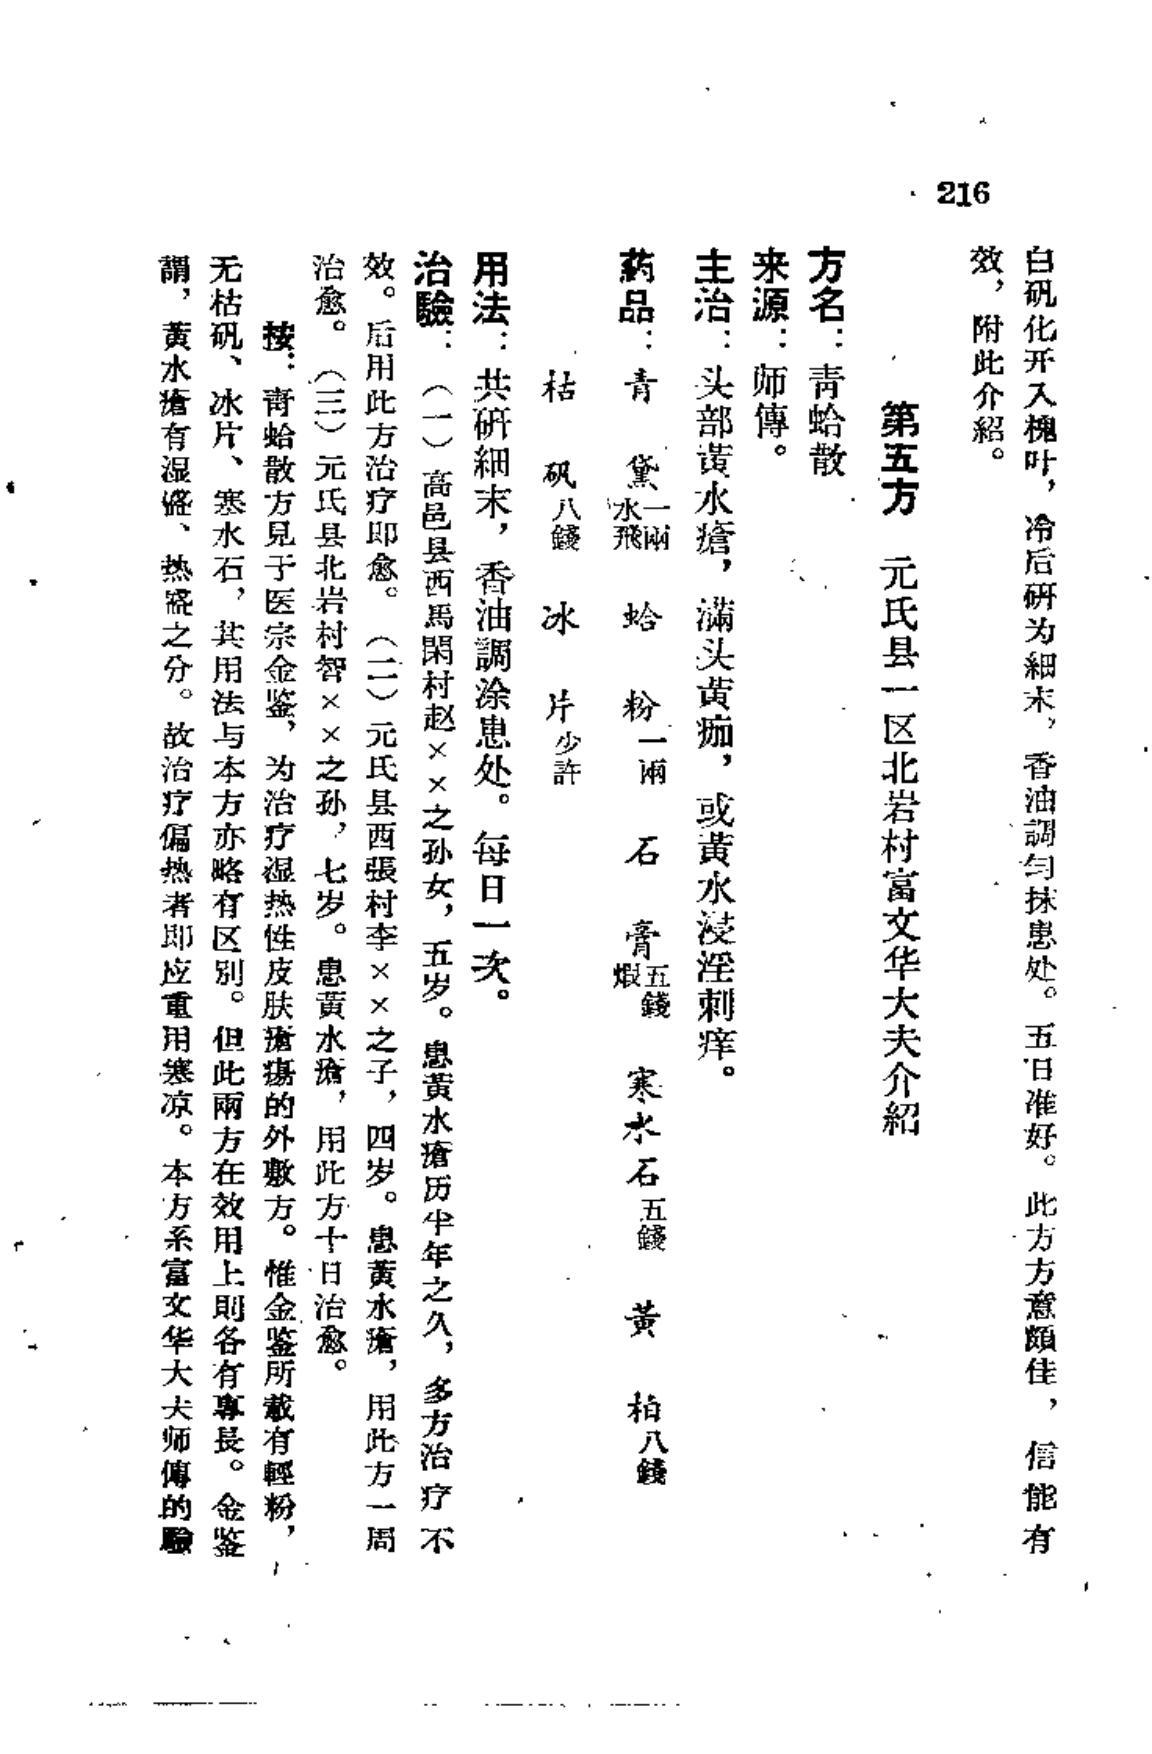 216
白矾化开入槐叶，冷后研为細末，香油調匀抹患处。五日准好。此方方意頗佳，信能有
效，附此介紹。
第五方　元氏县一区北岩村富文华大夫介紹
方名：青蛤散
来源：师傳。
主治：头部黄水瘡，滿头黄痂，或黄水浸淫刺痒。
药品：青黛一兩水飛　蛤粉一兩　石膏五錢煅　寒水石五錢　黃柏八錢
枯矾八錢　冰片少許
用法：共研細末，香油調涂患处。每日一次。
治驗：（一）高邑县西馬閑村赵××之孙女，五岁。患黃水瘡历半年之久，多方治疗不
效。后用此方治疗即愈。（二）元氏县西張村李××之子，四岁。患黃水瘡，用此方一周
治愈。（三）元氏县北岩村智××之孙，七岁。患黃水瘡，用此方十日治愈。
按：青蛤散方見于医宗金鉴，为治疗湿热性皮肤瘡瘍的外敷方。惟金鉴所載有輕粉，
无枯矾、冰片、寒水石，其用法与本方亦略有区别。但此兩方在效用上則各有專長。金鉴
謂，黃水瘡有湿盛、热盛之分。故治疗偏热者即应重用寒凉。本方系富文华大夫师傳的驗